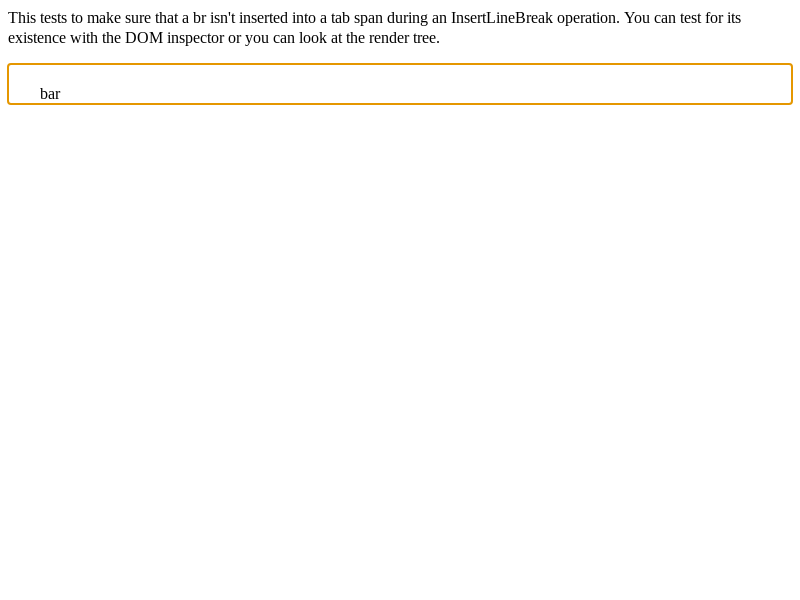 This tests to make sure that a br isn't inserted into a tab span during an InsertLineBreak operation. You can test for its
existence with the DOM inspector or you can look at the render tree.
bar